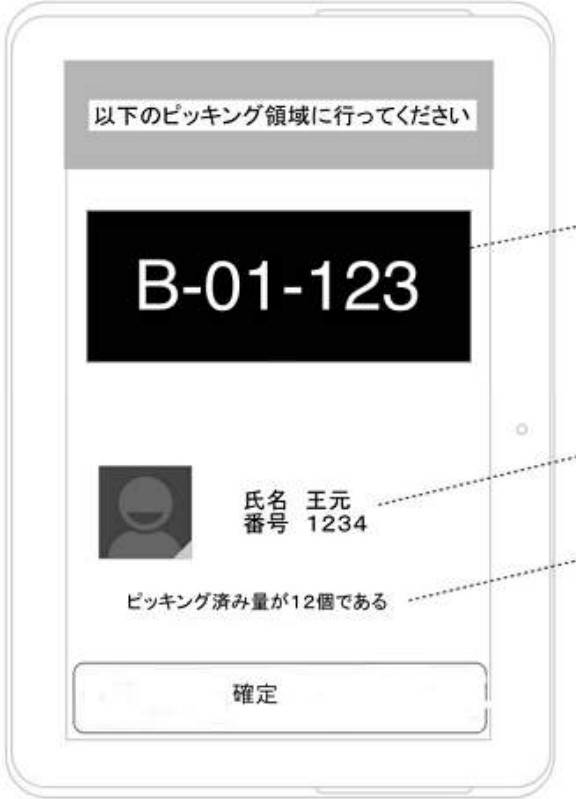 以下のピッキング領域に行ってください
B-01-123
氏名 王元
番号 1234
ピッキング済み量が12個である
確定